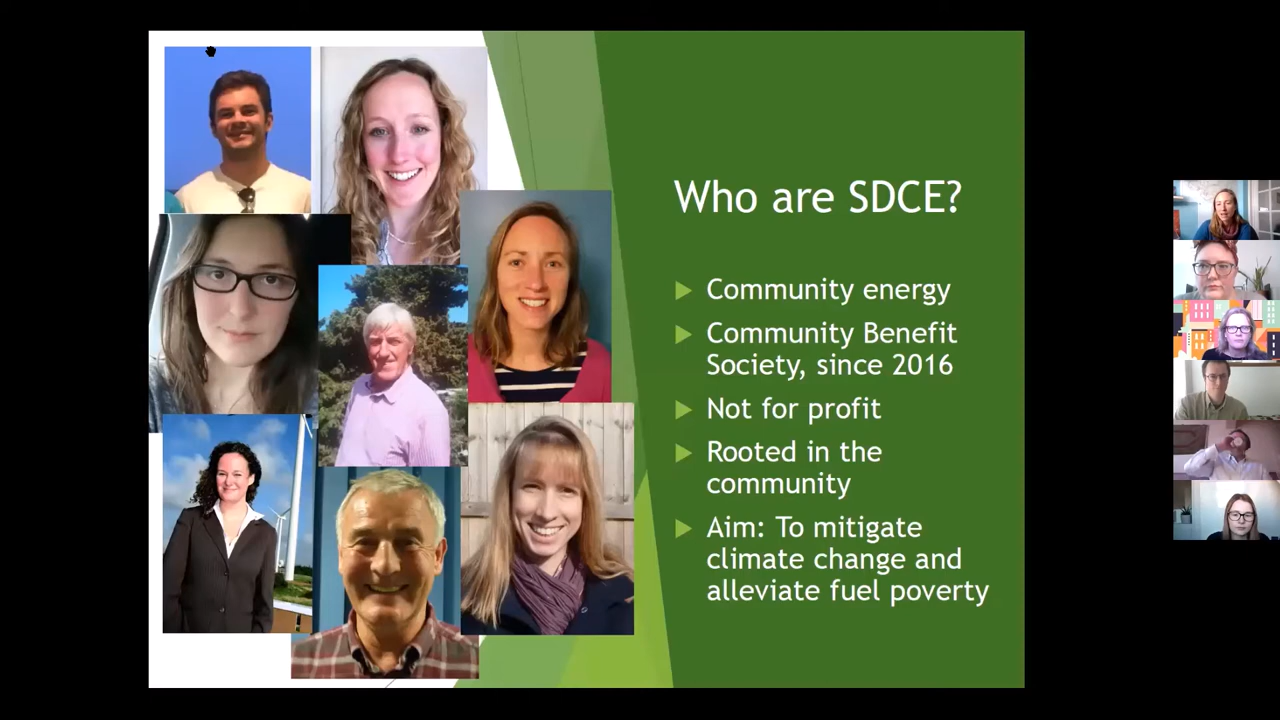 Who are SDCE?
Community energy
Community Benefit
Society, since 2016
Not for profit
Rooted in the
community
Aim: To mitigate
climate change and
alleviate fuel poverty